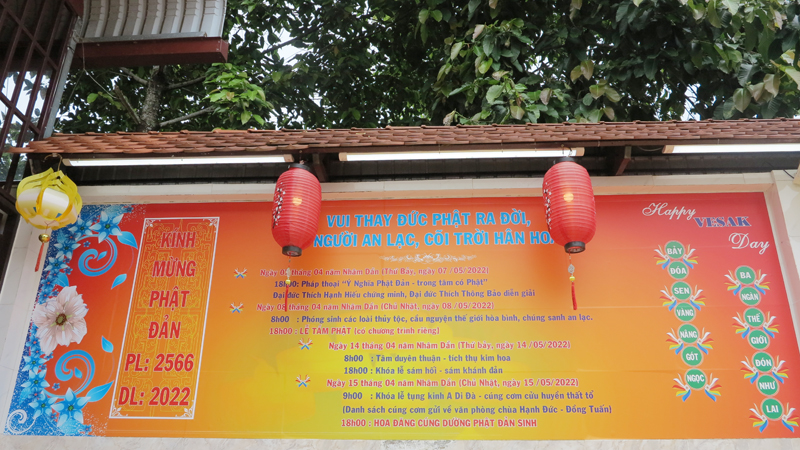 KÍNH
MỪNG
PHẬT
ĐẢN
PL: 2566
DL: 2022
VUI THAY ĐỨC PHẬT RA ĐỜI,
NGƯỜI AN LẠC, CÕI TRỜI HÂN HOAN
Ngày 07 tháng 04 năm Nhâm Dần (Thứ Bảy, ngày 07 /05/2022)
18h00 : Pháp thoại "Ý Nghĩa Phật Đản - trong tâm có Phật"
Đại đức Thích Hạnh Hiếu chứng minh, Đại đức Thích Thông Bảo diễn giải
Ngày 08 tháng 04 năm Nhâm Dần (Chủ Nhật, ngày 08 /05/2022)
8h00 : Phóng sinh các loài thủy tộc, cầu nguyện thế giới hòa bình, chúng sanh an lạc.
18h00 : LỄ TẮM PHẬT (có chương trình riêng)
Ngày 14 tháng 04 năm Nhâm Dần (Thứ bảy, ngày 14 /05/2022)
8h00 : Tâm duyên thuận - tích thụ kim hoa
18h00 : Khóa lễ sám hối - sám khánh đản
Ngày 15 tháng 04 năm Nhâm Dần (Chủ Nhật, ngày 15 /05/2022)
9h00 : Khóa lễ tụng kinh A Di Đà - cúng cơm cửu huyền thất tổ
(Danh sách cúng cơm gửi về văn phòng chùa Hạnh Đức - Đồng Tuấn)
18h00 : HOA ĐĂNG CÚNG DƯỜNG PHẬT ĐẢN SINH
Happy
VESAK
Day
BẢY
ĐÓA
SEN
VÀNG
NÂNG
GÓT
NGỌC
BA
NGÀN
THẾ
GIỚI
ĐÓN
NHƯ
LAI